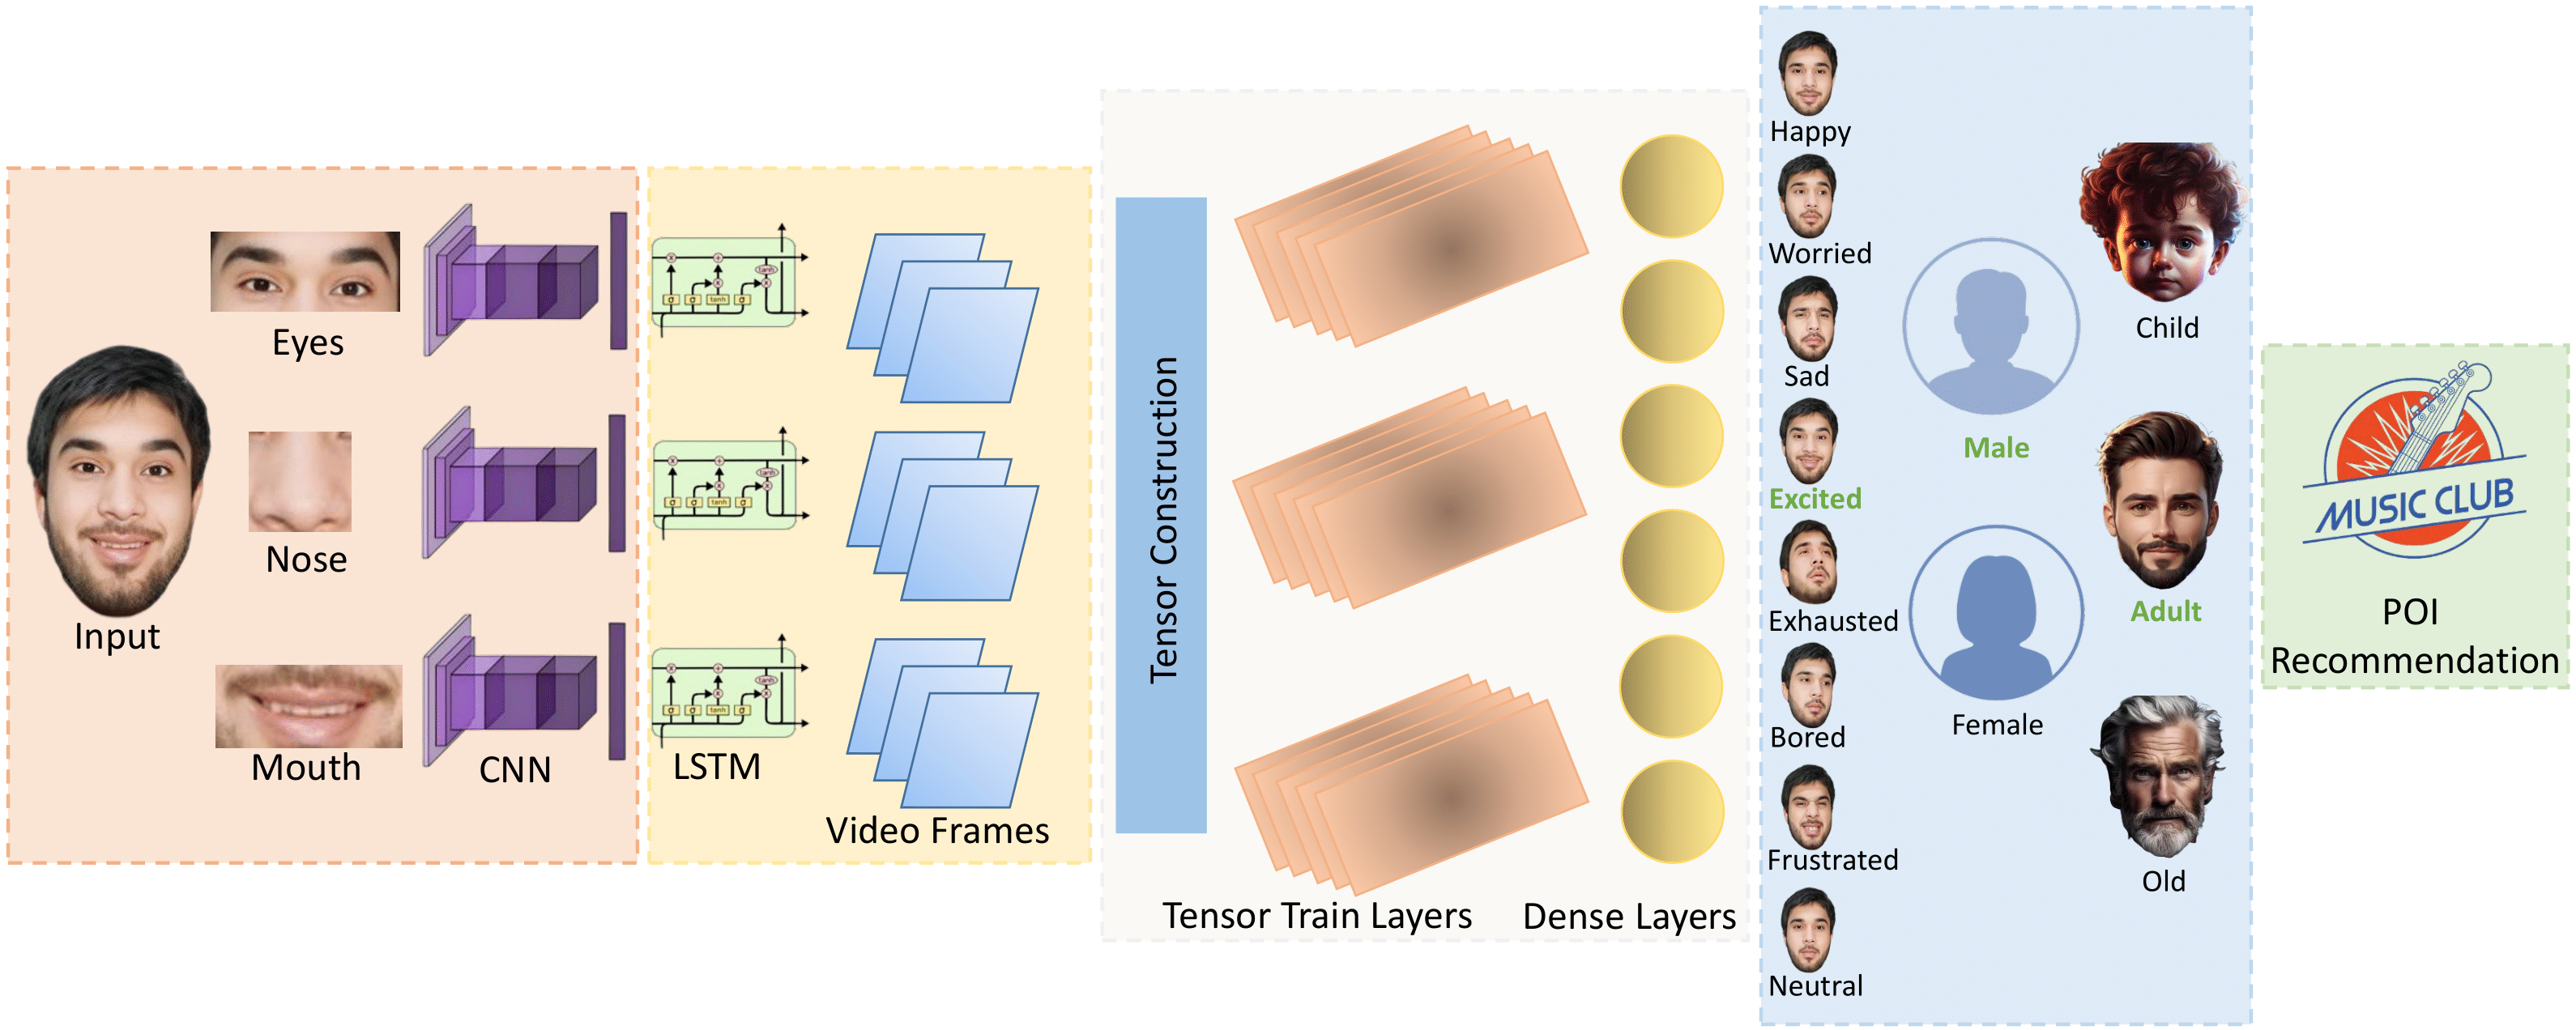 Input
Eyes
Nose
Mouth
CNN
LSTM
Video Frames
Tensor Construction
Tensor Train Layers
Dense Layers
Happy
Worried
Sad
Excited
Exhausted
Bored
Frustrated
Neutral
Male
Female
Child
Adult
Old
MUSIC CLUB
POI
Recommendation